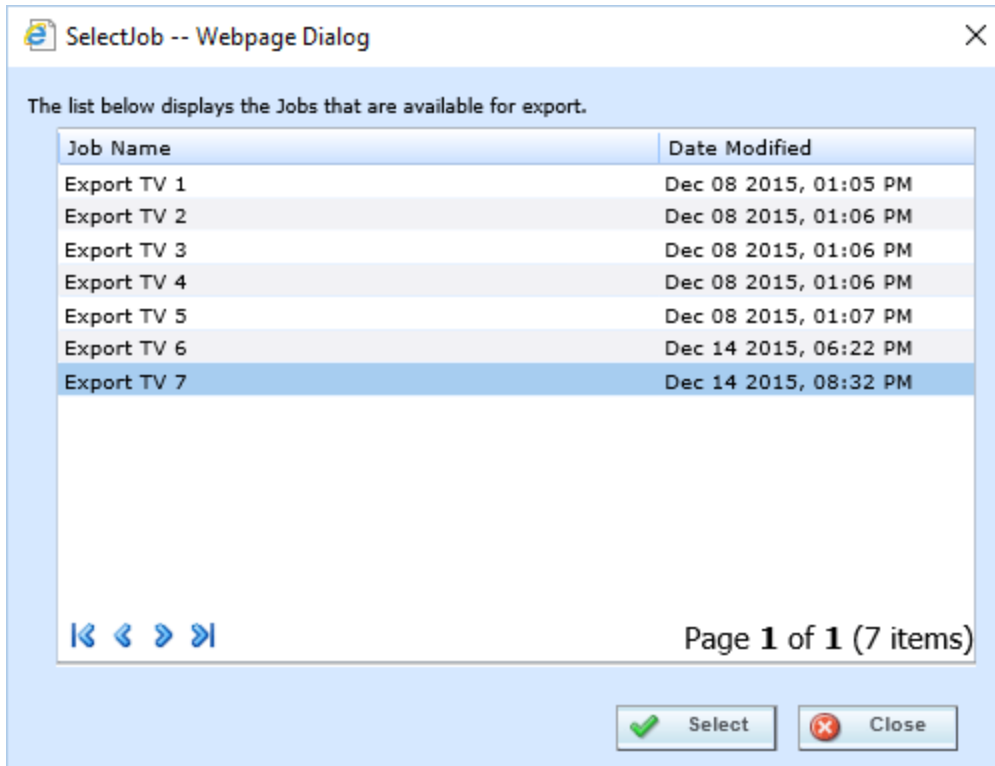 SelectJob -- Webpage Dialog
The list below displays the Jobs that are available for export.
Job Name Date Modified
Export TV 1 Dec 08 2015, 01:05 PM
Export TV 2 Dec 08 2015, 01:06 PM
Export TV 3 Dec 08 2015, 01:06 PM
Export TV 4 Dec 08 2015, 01:06 PM
Export TV 5 Dec 08 2015, 01:07 PM
Export TV 6 Dec 14 2015, 06:22 PM
Export TV 7 Dec 14 2015, 08:32 PM
Page 1 of 1 (7 items)
Select Close